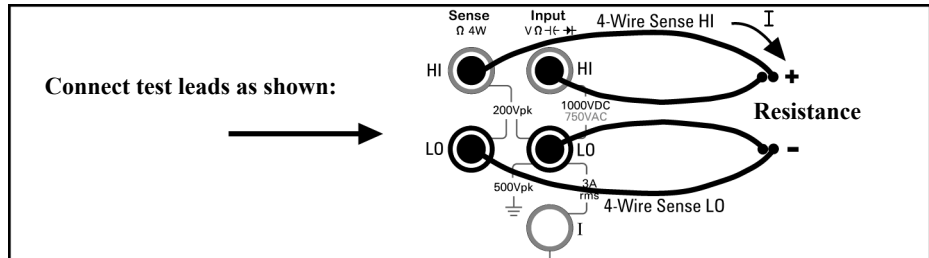 Sense
Ω 4W
Input
V Ω ⊣(- ➔|
4-Wire Sense HI
I
HI
HI
+
Connect test leads as shown:
200Vpk
1000VDC
750VAC
Resistance
LO
LO
-
500Vpk
3A
rms
4-Wire Sense LO
I